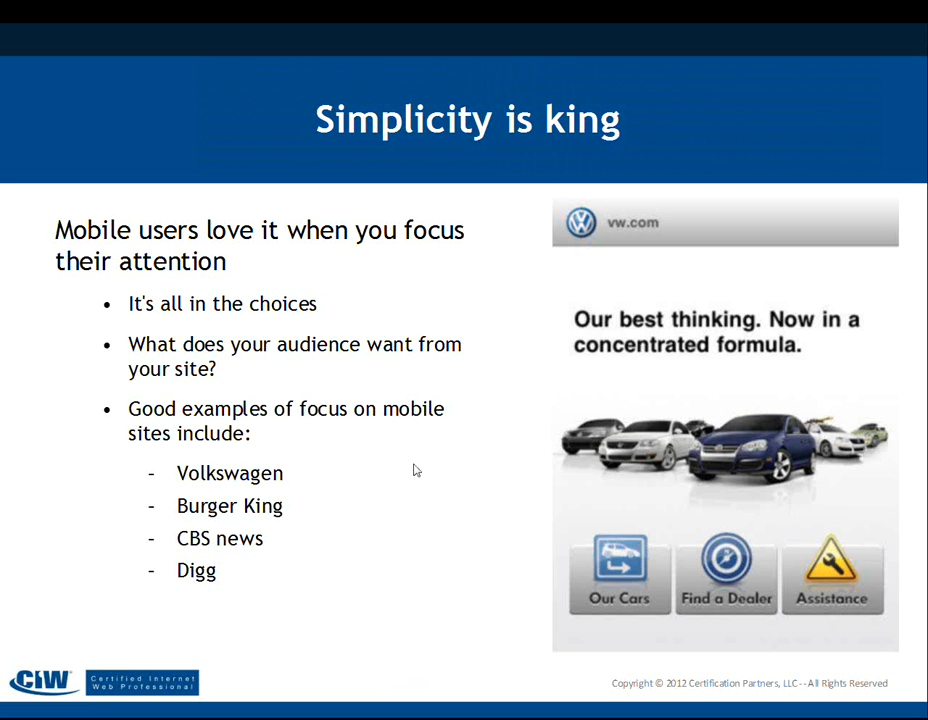 Simplicity is king
Mobile users love it when you focus
their attention
• It's all in the choices
• What does your audience want from
your site?
• Good examples of focus on mobile
sites include:
- Volkswagen
- Burger King
- CBS news
- Digg
vw.com
Our best thinking. Now in a
concentrated formula.
Our Cars
Find a Dealer
Assistance
CIW
Certified Internet
Web Professional
Copyright © 2012 Certification Partners, LLC -- All Rights Reserved